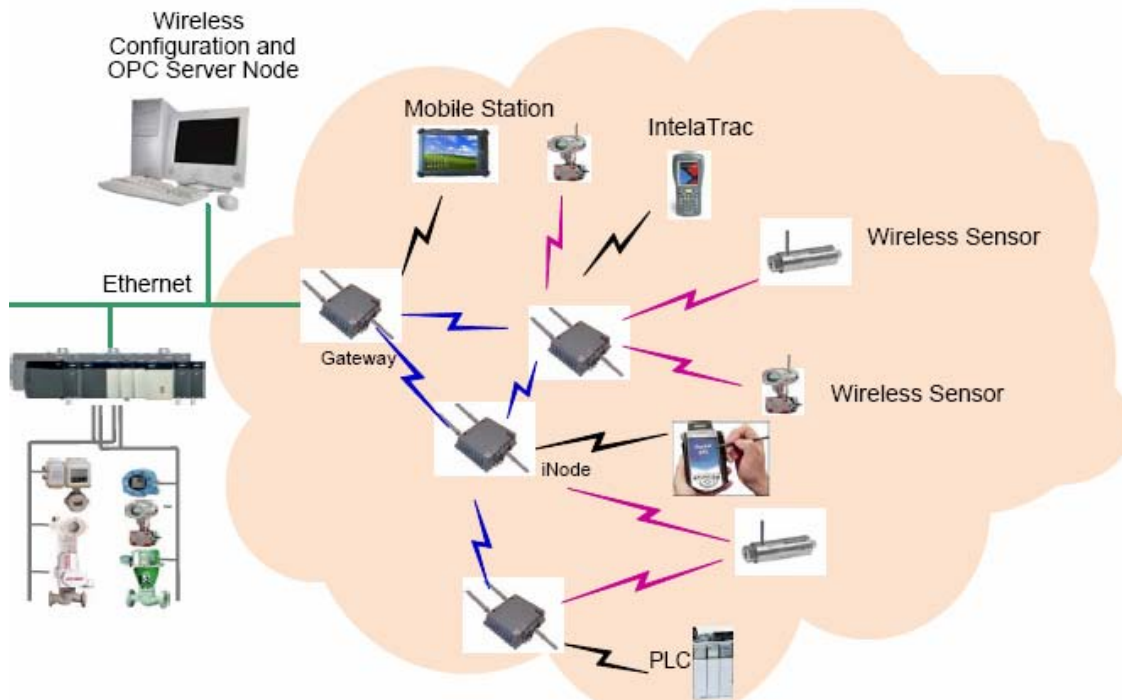 Wireless
Configuration and
OPC Server Node
Mobile Station
IntelaTrac
Wireless Sensor
Ethernet
Gateway
Wireless Sensor
iNode
PLC